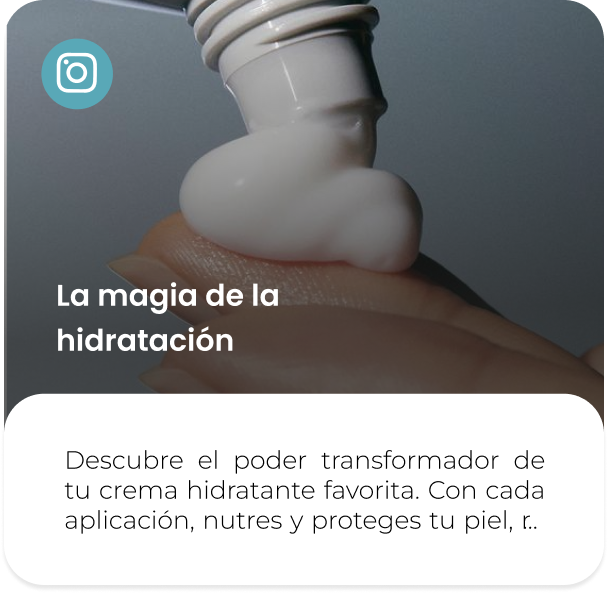 La magia de la
hidratación
Descubre el poder transformador de
tu crema hidratante favorita. Con cada
aplicación, nutres y proteges tu piel, r..